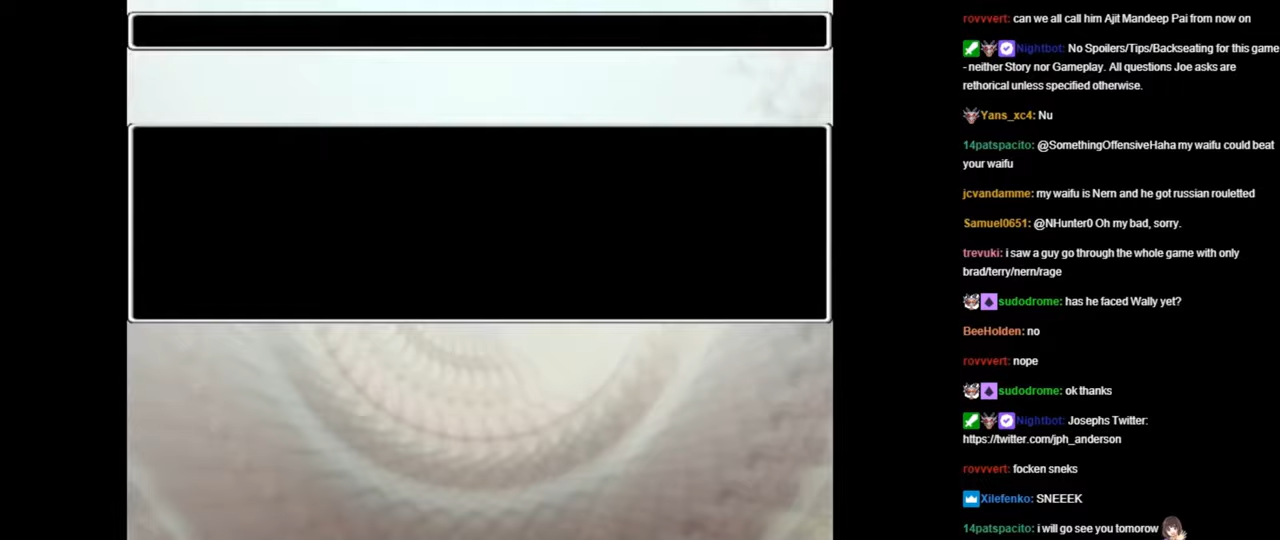 rovvvert: can we all call him Ajit Mandeep Pai from now on
Nightbot: No Spoilers/Tips/Backseating for this game
- neither Story nor Gameplay. All questions Joe asks are
rethorical unless specified otherwise.
Yans_xc4: Nu
14patspacito: @SomethingOffensiveHaha my waifu could beat
your waifu
jcvandamme: my waifu is Nern and he got russian rouletted
Samuel0651: @NHunter0 Oh my bad, sorry.
trevuki: i saw a guy go through the whole game with only
brad/terry/nern/rage
sudodrome: has he faced Wally yet?
BeeHolden: no
rovvvert: nope
sudodrome: ok thanks
Nightbot: Josephs Twitter:
https://twitter.com/jph_anderson
rovvvert: focken sneks
Xilefenko: SNEEEK
14patspacito: i will go see you tomorow